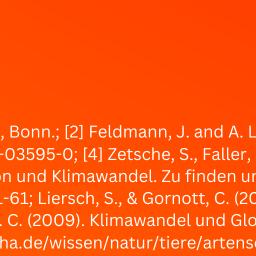 , Bonn.; [2] Feldmann, J. and A. L
-03595-0; [4] Zetsche, S., Faller,
on und Klimawandel. Zu finden un
-61; Liersch, S., & Gornott, C. (20
. C. (2009). Klimawandel und Glo
ha.de/wissen/natur/tiere/artens